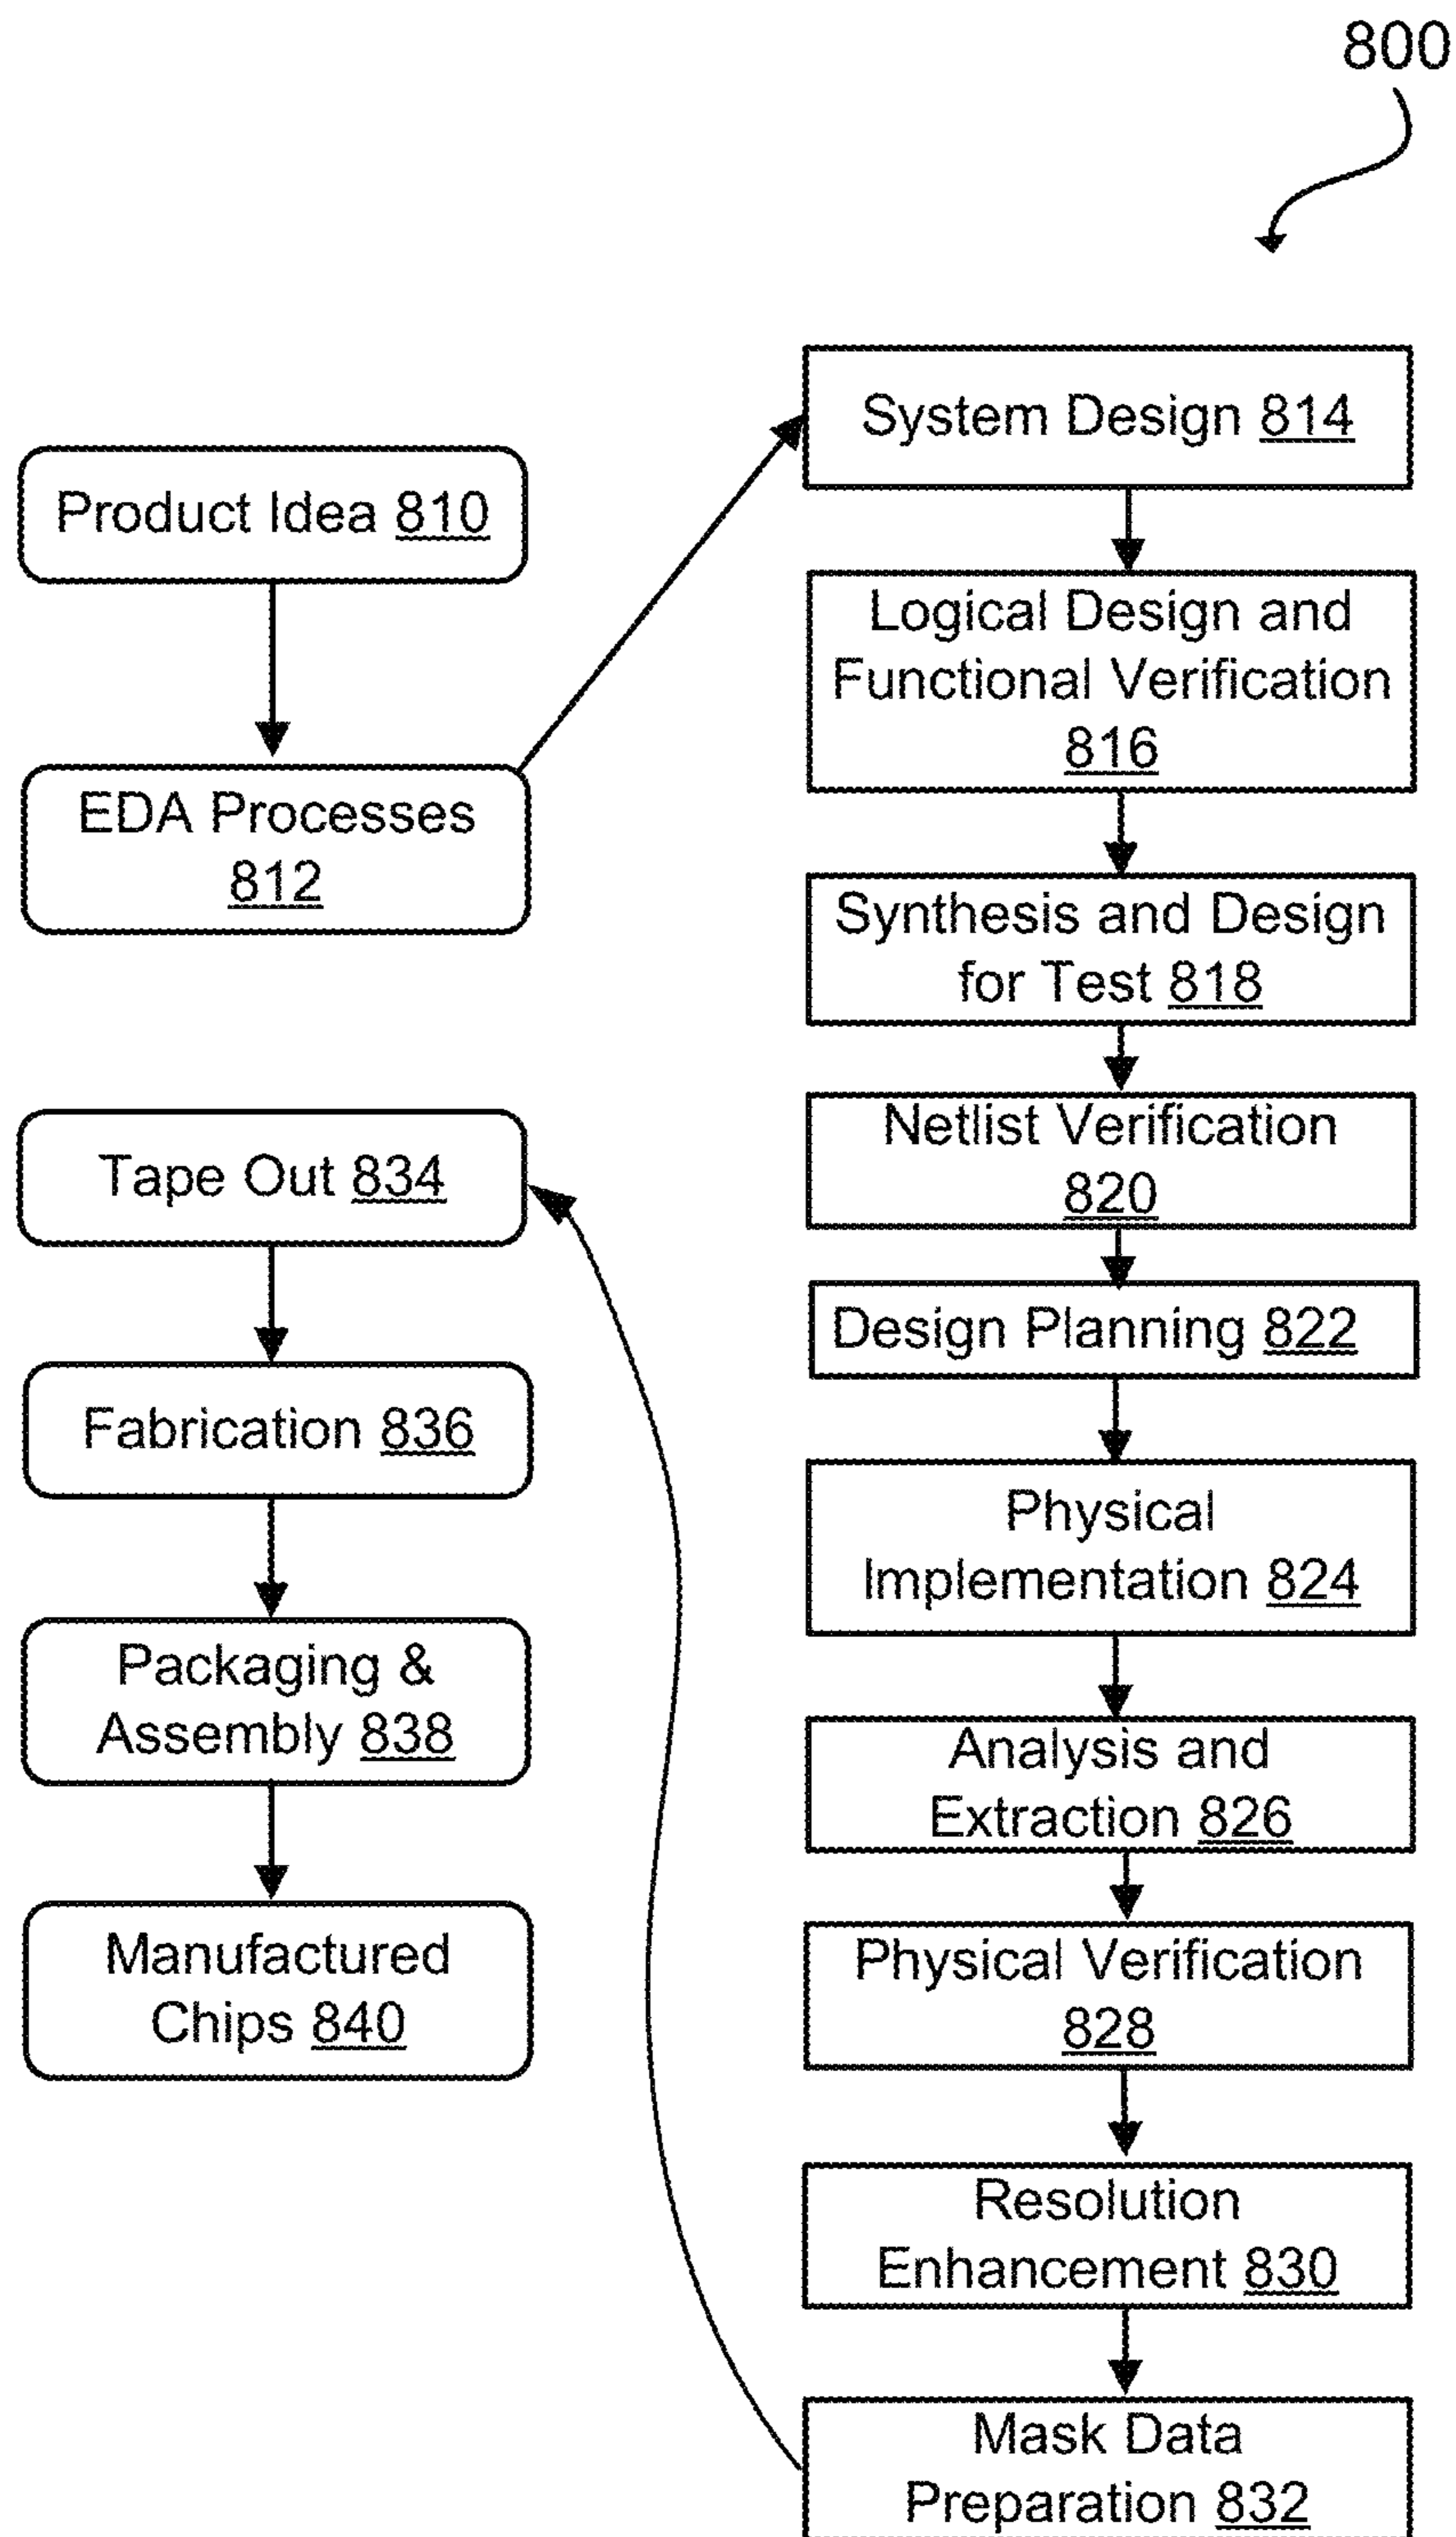 800
Product Idea 810
EDA Processes
812
System Design 814
Logical Design and
Functional Verification
816
Synthesis and Design
for Test 818
Netlist Verification
820
Design Planning 822
Physical
Implementation 824
Analysis and
Extraction 826
Physical Verification
828
Resolution
Enhancement 830
Mask Data
Preparation 832
Tape Out 834
Fabrication 836
Packaging &
Assembly 838
Manufactured
Chips 840